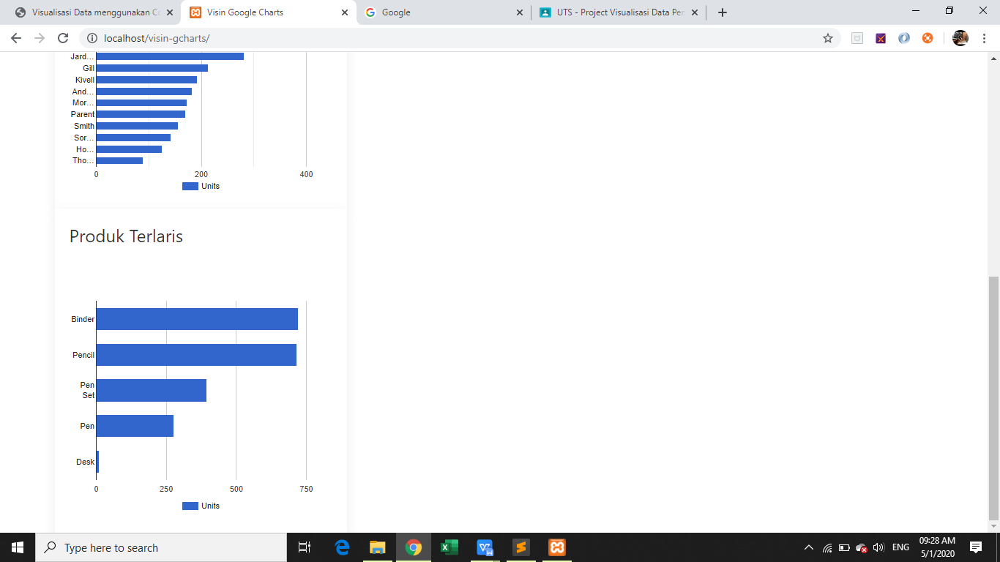 Visualisasi Data menggunakan Co
Visin Google Charts
Google
UTS - Project Visualisasi Data Pen
localhost/visin-gcharts/
Jard...
Gill
Kivell
And...
Mor...
Parent
Smith
Sor...
Ho...
Tho...
0 200 400
Units
Produk Terlaris
Binder
Pencil
Pen
Set
Pen
Desk
0 250 500 750
Units
Type here to search
ENG
09:28 AM
5/1/2020